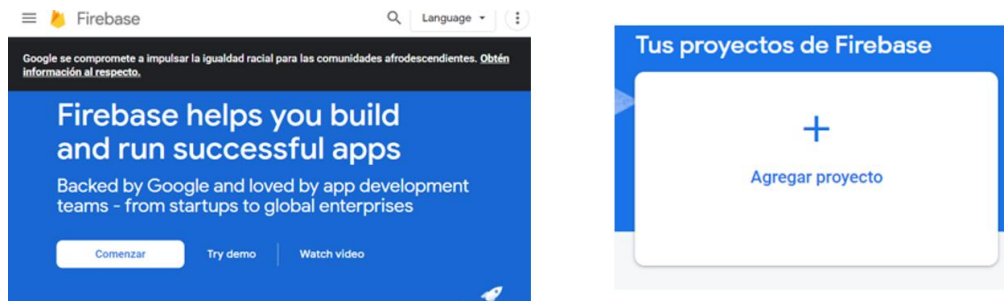 Firebase
Language
Google se compromete a impulsar la igualdad racial para las comunidades afrodescendientes. Obtén
información al respecto.
Firebase helps you build
and run successful apps
Backed by Google and loved by app development
teams - from startups to global enterprises
Comenzar Try demo Watch video
Tus proyectos de Firebase
+
Agregar proyecto